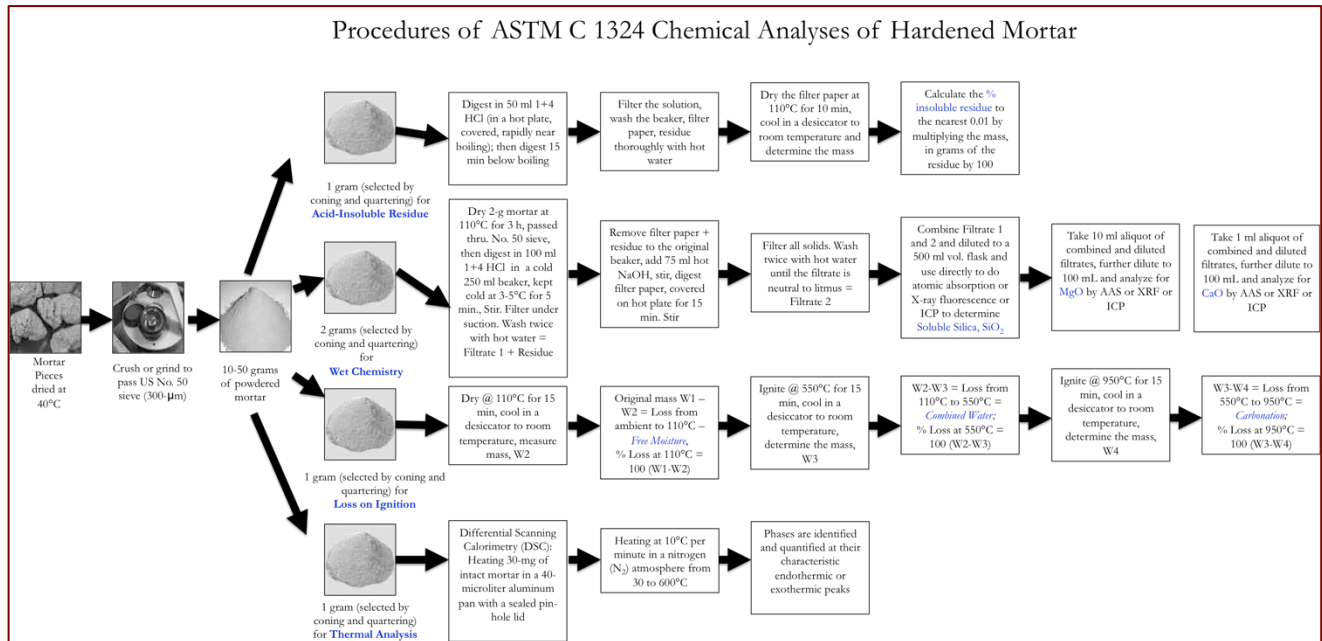 Procedures of ASTM C 1324 Chemical Analyses of Hardened Mortar
Mortar
Pieces
dried at
40°C
Crush or grind to
pass US No. 50
sieve (300-μm)
10-50 grams
of powdered
mortar
1 gram (selected by
coning and quartering) for
Acid-Insoluble Residue
Digest in 50 ml 1+4
HCl (in a hot plate,
covered, rapidly near
boiling); then digest 15
min below boiling
Filter the solution,
wash the beaker, filter
paper, residue
thoroughly with hot
water
Dry the filter paper at
110°C for 10 min,
cool in a desiccator to
room temperature and
determine the mass
Calculate the %
insoluble residue to
the nearest 0.01 by
multiplying the mass,
in grams of the
residue by 100
2 grams (selected by
coning and quartering)
for
Wet Chemistry
Dry 2-g mortar at
110°C for 3 h, passed
thru. No. 50 sieve,
then digest in 100 ml
1+4 HCl in a cold
250 ml beaker, kept
cold at 3-5°C for 5
min., Stir. Filter under
suction. Wash twice
with hot water =
Filtrate 1 + Residue
Remove filter paper +
residue to the original
beaker, add 75 ml hot
NaOH, stir, digest
filter paper, covered
on hot plate for 15
min. Stir
Filter all solids. Wash
twice with hot water
until the filtrate is
neutral to litmus =
Filtrate 2
Combine Filtrate 1
and 2 and diluted to a
500 ml vol. flask and
use directly to do
atomic absorption or
X-ray fluorescence or
ICP to determine
Soluble Silica, SiO₂
Take 10 ml aliquot of
combined and diluted
filtrates, further dilute to
100 mL and analyze for
MgO by AAS or XRF or
ICP
Take 1 ml aliquot of
combined and diluted
filtrates, further dilute to
100 mL and analyze for
CaO by AAS or XRF or
ICP
1 gram (selected by coning and
quartering) for
Loss on Ignition
Dry @ 110°C for 15
min, cool in a
desiccator to room
temperature, measure
mass, W2
Original mass W1 –
W2 = Loss from
ambient to 110°C –
Free Moisture,
% Loss at 110°C =
100 (W1-W2)
Ignite @ 550°C for 15
min, cool in a
desiccator to room
temperature,
determine the mass,
W3
W2-W3 = Loss from
110°C to 550°C =
Combined Water;
% Loss at 550°C =
100 (W2-W3)
Ignite @ 950°C for 15
min, cool in a
desiccator to room
temperature,
determine the mass,
W4
W3-W4 = Loss from
550°C to 950°C =
Carbonation;
% Loss at 950°C =
100 (W3-W4)
1 gram (selected by
coning and quartering)
for Thermal Analysis
Differential Scanning
Calorimetry (DSC):
Heating 30-mg of
intact mortar in a 40-
microliter aluminum
pan with a sealed pin-
hole lid
Heating at 10°C per
minute in a nitrogen
(N₂) atmosphere from
30 to 600°C
Phases are identified
and quantified at their
characteristic
endothermic or
exothermic peaks